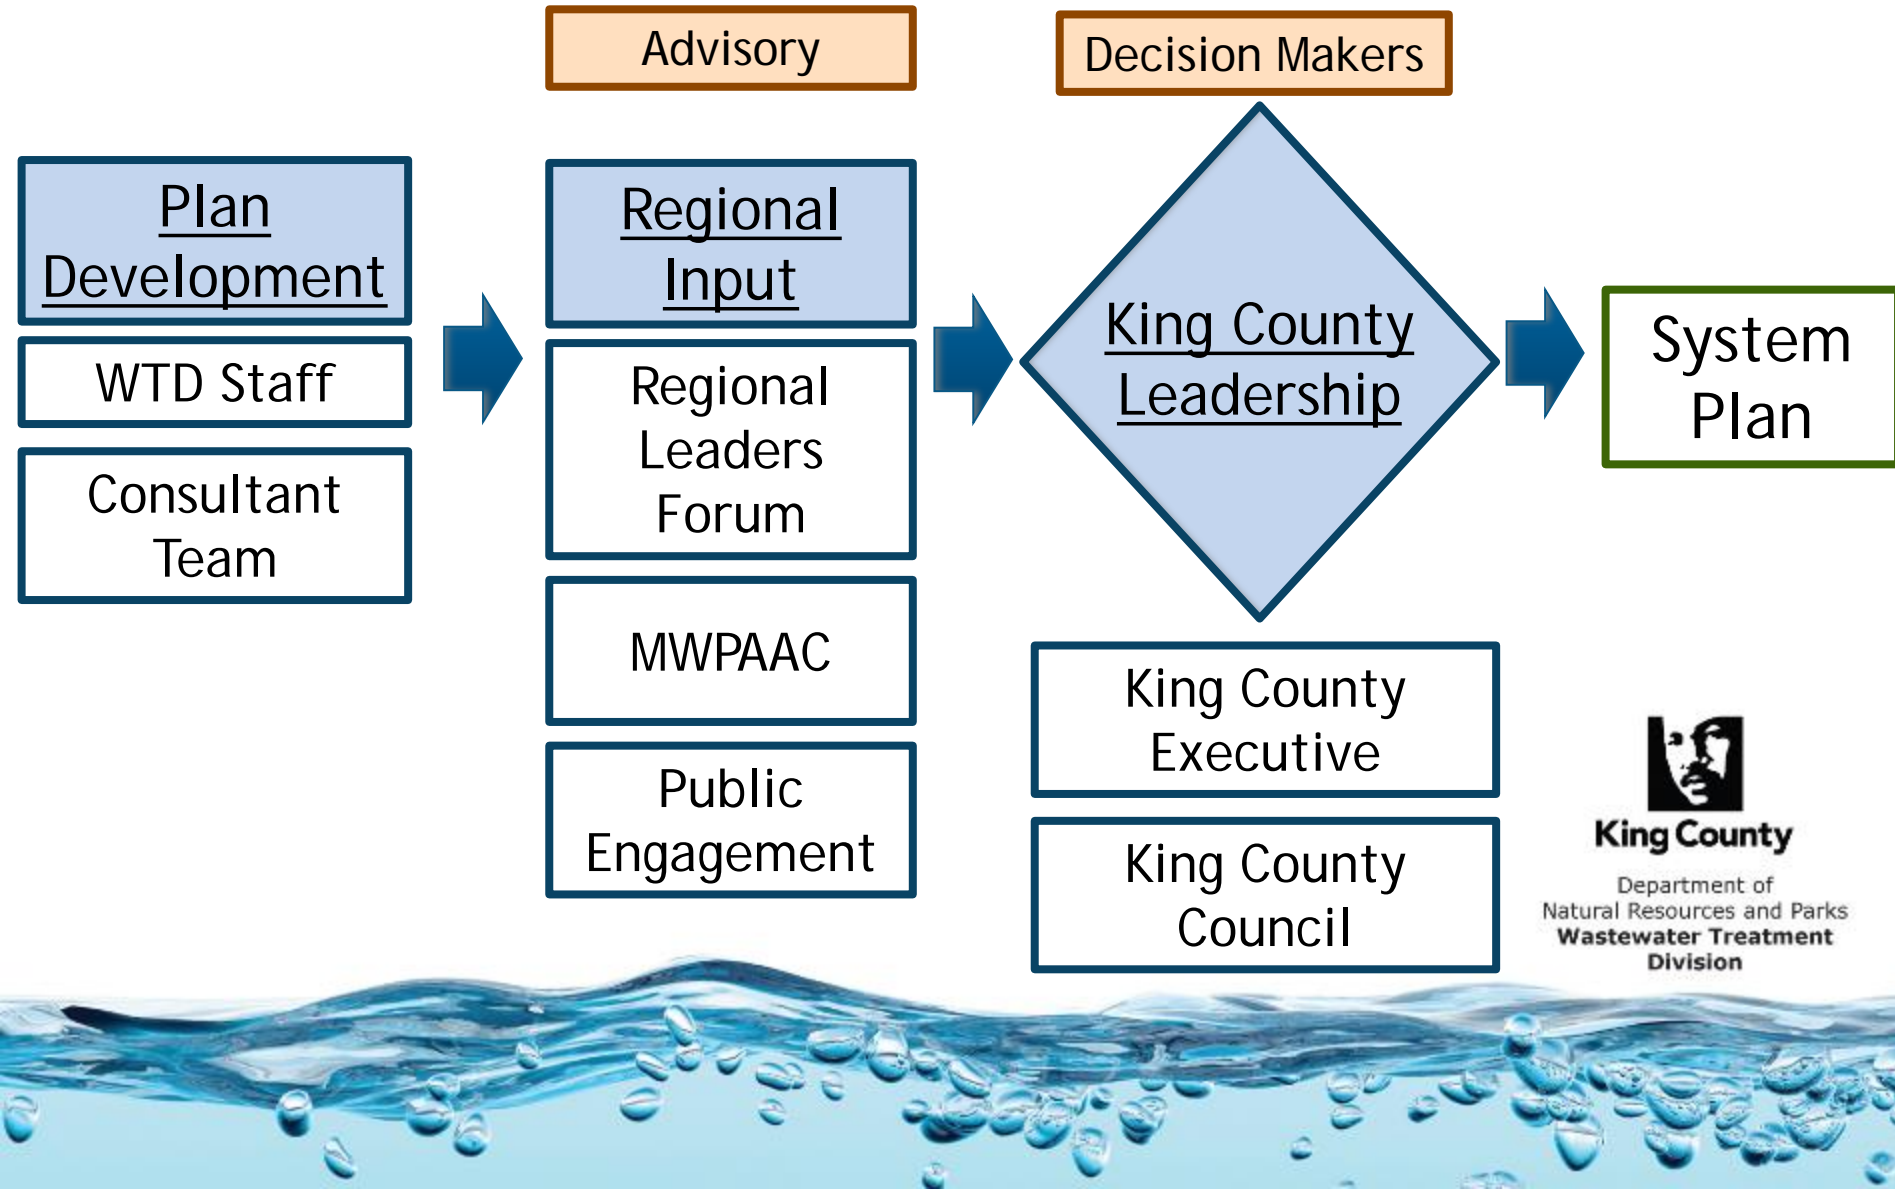 Advisory
Decision Makers
Plan
Development
WTD Staff
Consultant
Team
Regional
Input
Regional
Leaders
Forum
MWPAAC
Public
Engagement
King County
Leadership
King County
Executive
King County
Council
System
Plan
King County
Department of
Natural Resources and Parks
Wastewater Treatment
Division